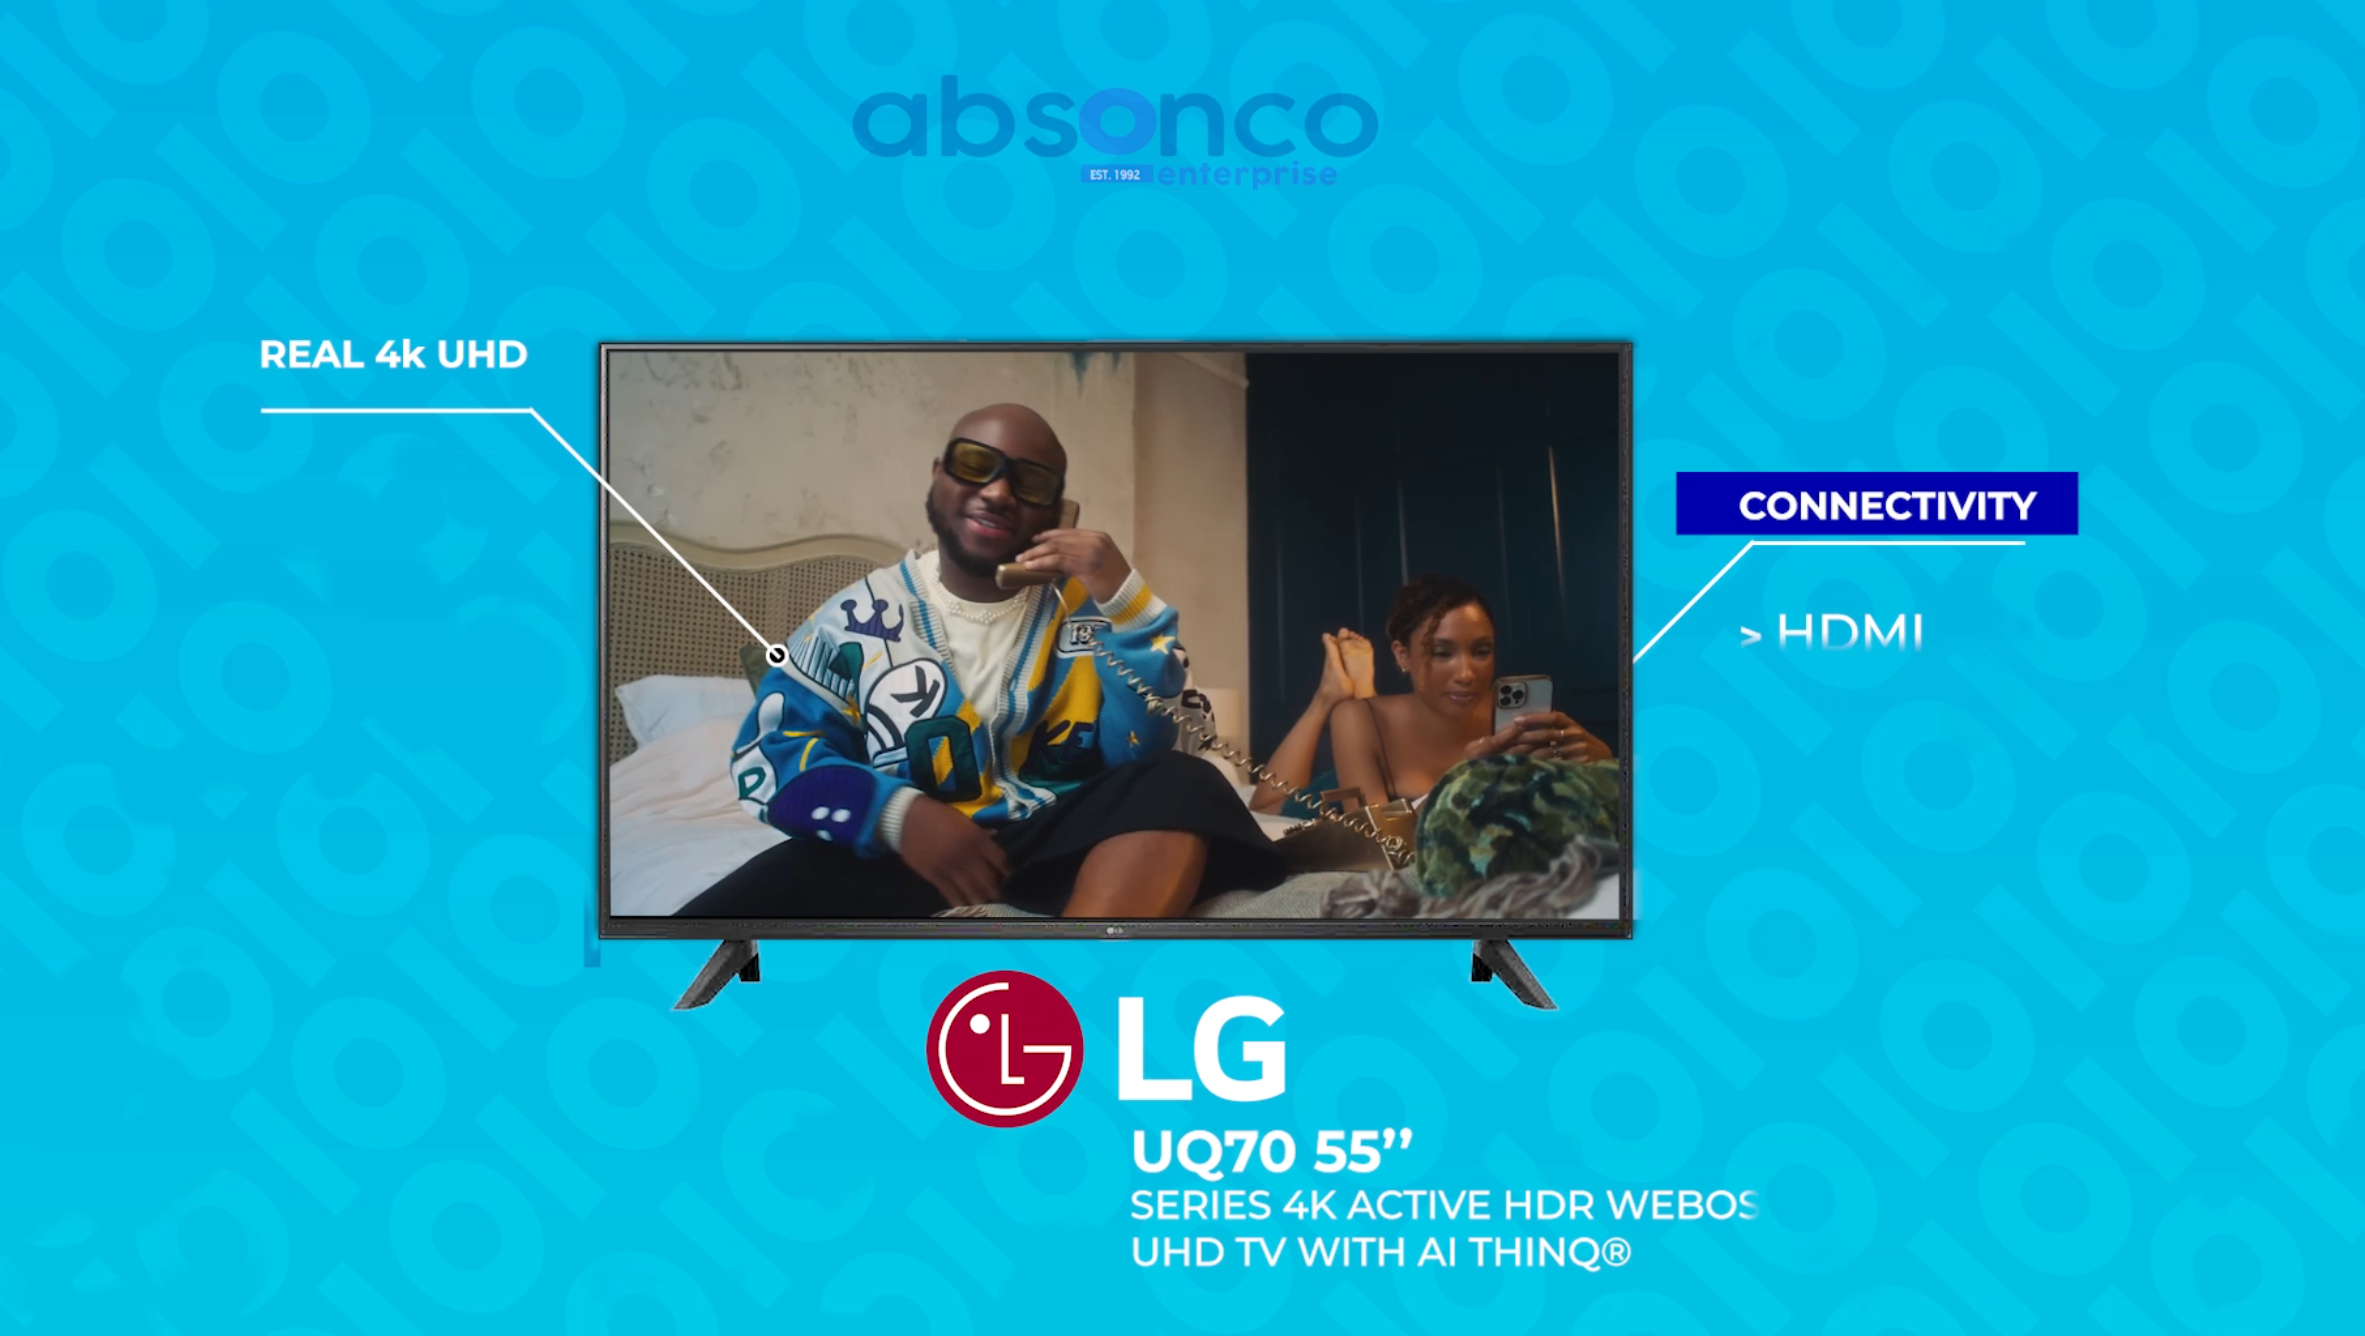 absonco
EST. 1992 enterprise
REAL 4k UHD
CONNECTIVITY
> HDMI
LG
LG
UQ70 55’’
SERIES 4K ACTIVE HDR WEBOS
UHD TV WITH AI THINQ®